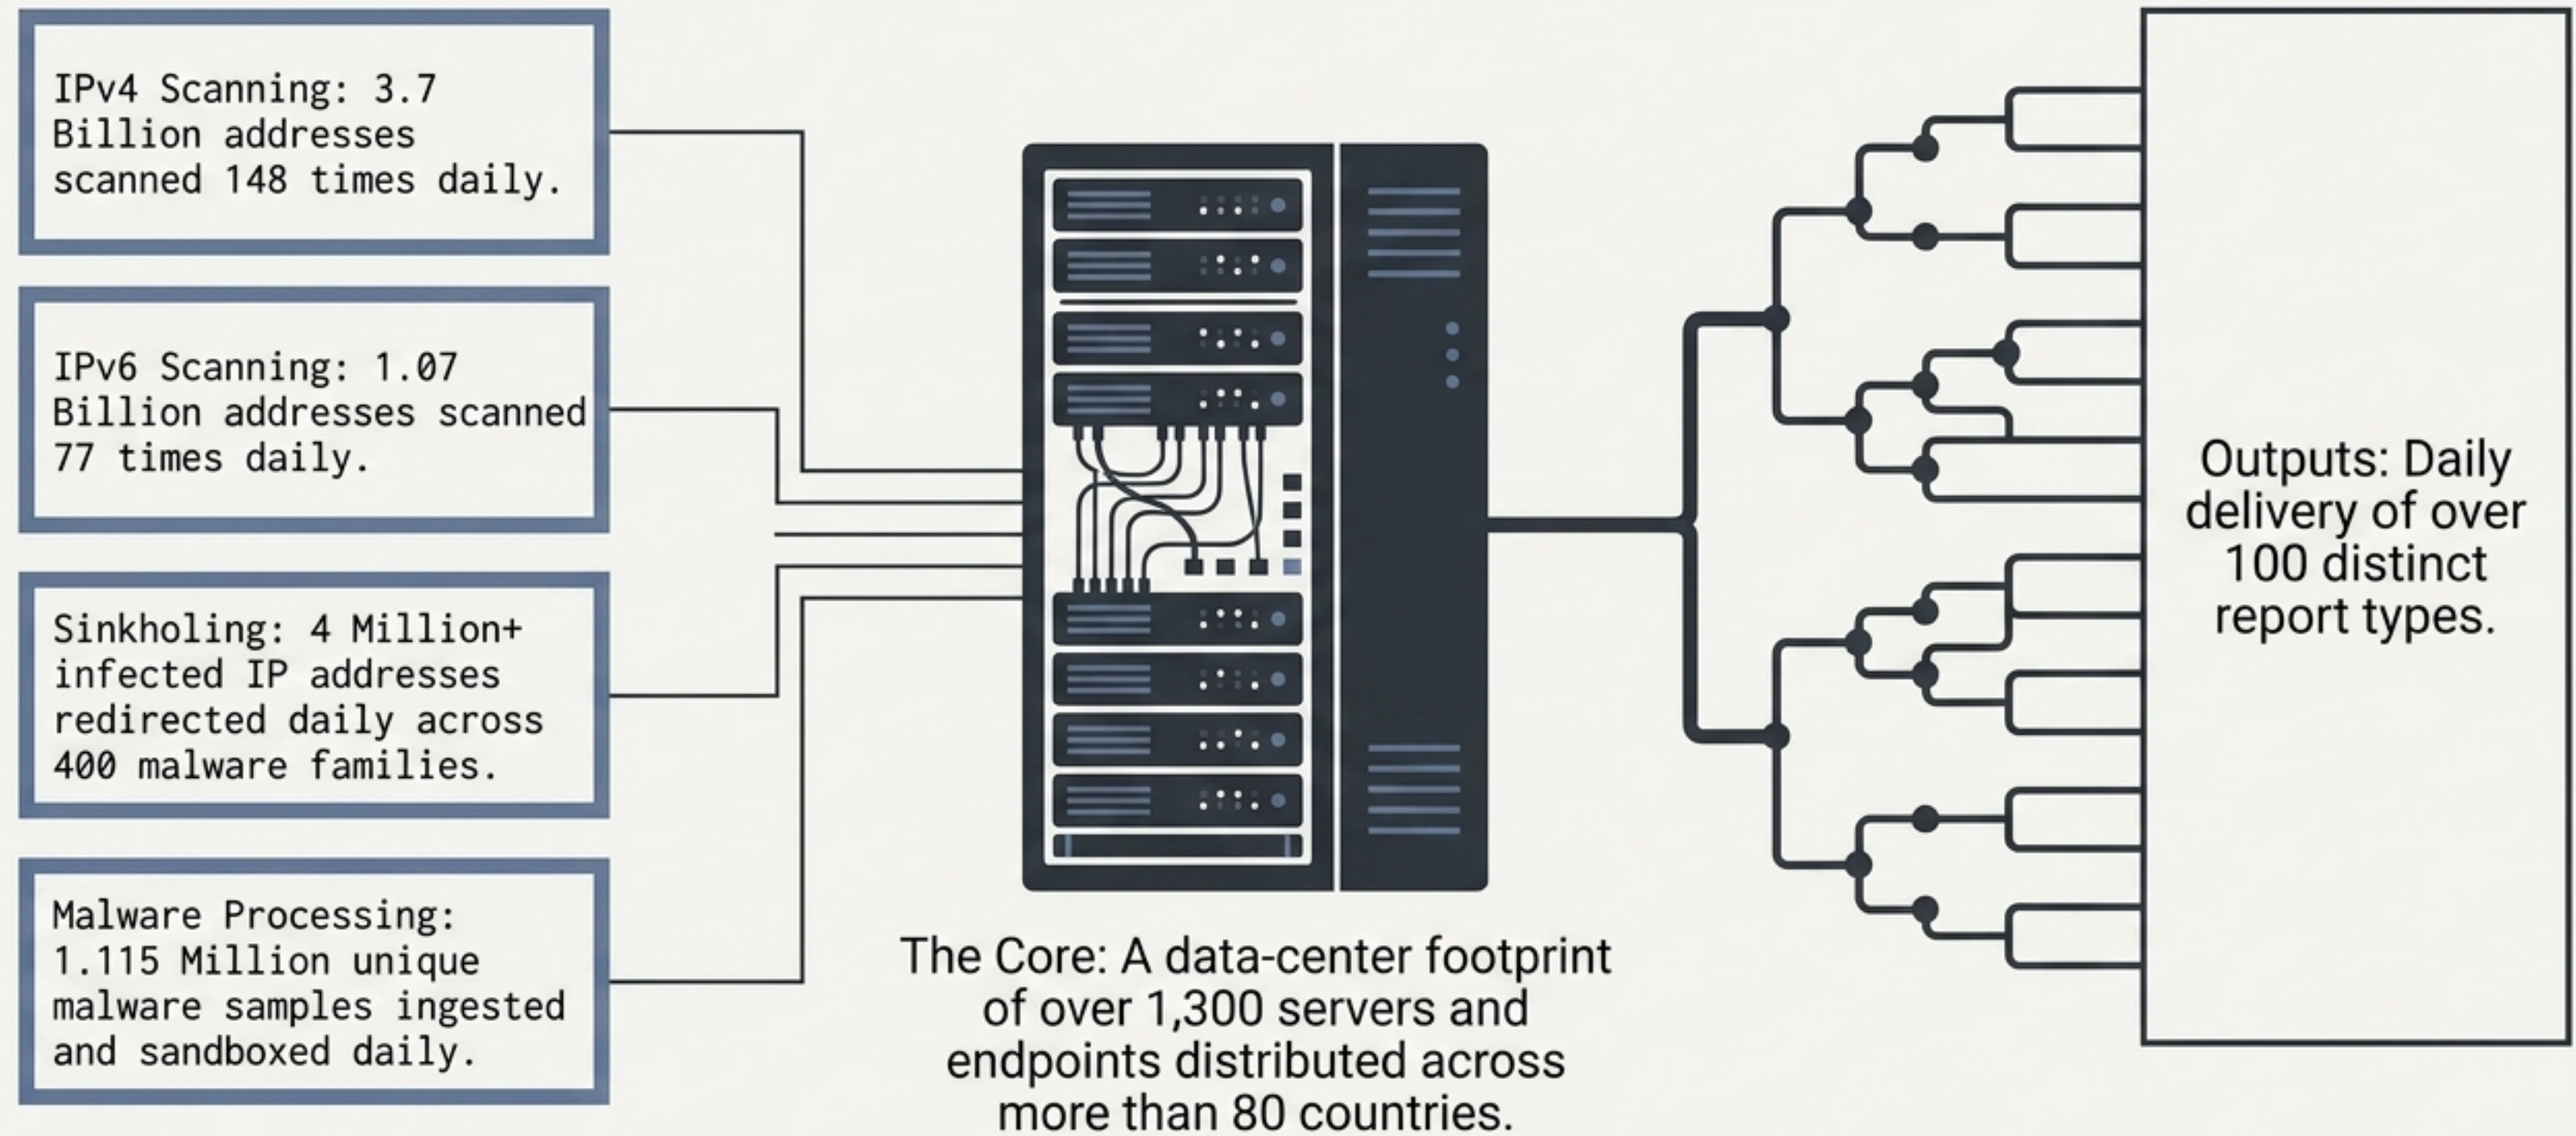 IPv4 Scanning: 3.7
Billion addresses
scanned 148 times daily.
IPv6 Scanning: 1.07
Billion addresses scanned
77 times daily.
Sinkholing: 4 Million+
infected IP addresses
redirected daily across
400 malware families.
Malware Processing:
1.115 Million unique
malware samples ingested
and sandboxed daily.
The Core: A data-center footprint
of over 1,300 servers and
endpoints distributed across
more than 80 countries.
Outputs: Daily
delivery of over
100 distinct
report types.